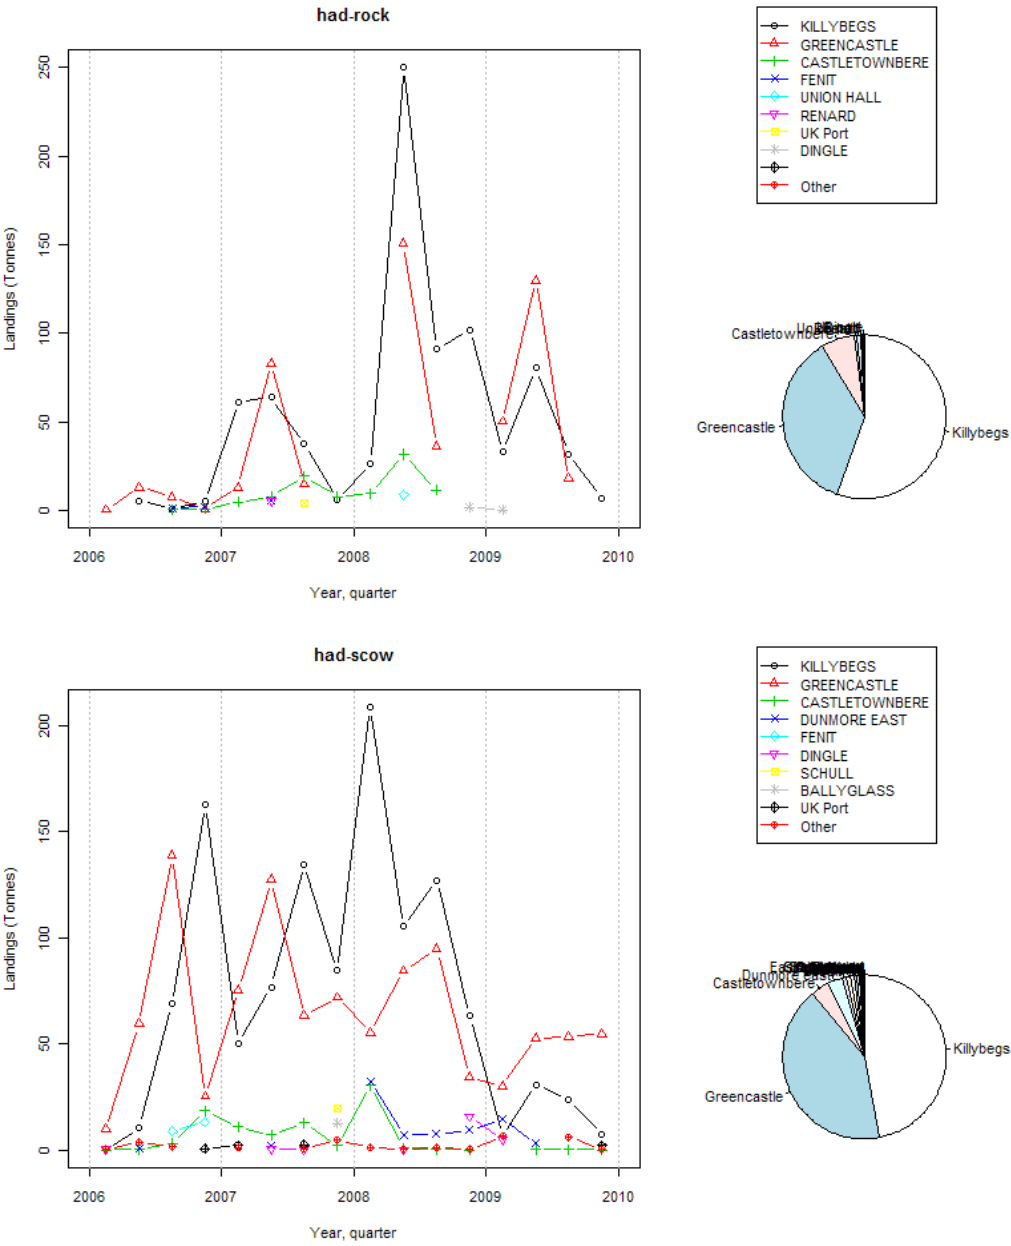 had-rock
KILLYBEGS
GREENCASTLE
CASTLETOWNBERE
FENIT
UNION HALL
RENARD
UK Port
DINGLE
Other
Landings (Tonnes)
250
200
150
100
50
0
2006 2007 2008 2009 2010
Year, quarter
Castletownbere
Greencastle
Killybegs
had-scow
KILLYBEGS
GREENCASTLE
CASTLETOWNBERE
DUNMORE EAST
FENIT
DINGLE
SCHULL
BALLYGLASS
UK Port
Other
Landings (Tonnes)
200
150
100
50
0
2006 2007 2008 2009 2010
Year, quarter
Dunmore East
Castletownbere
Greencastle
Killybegs